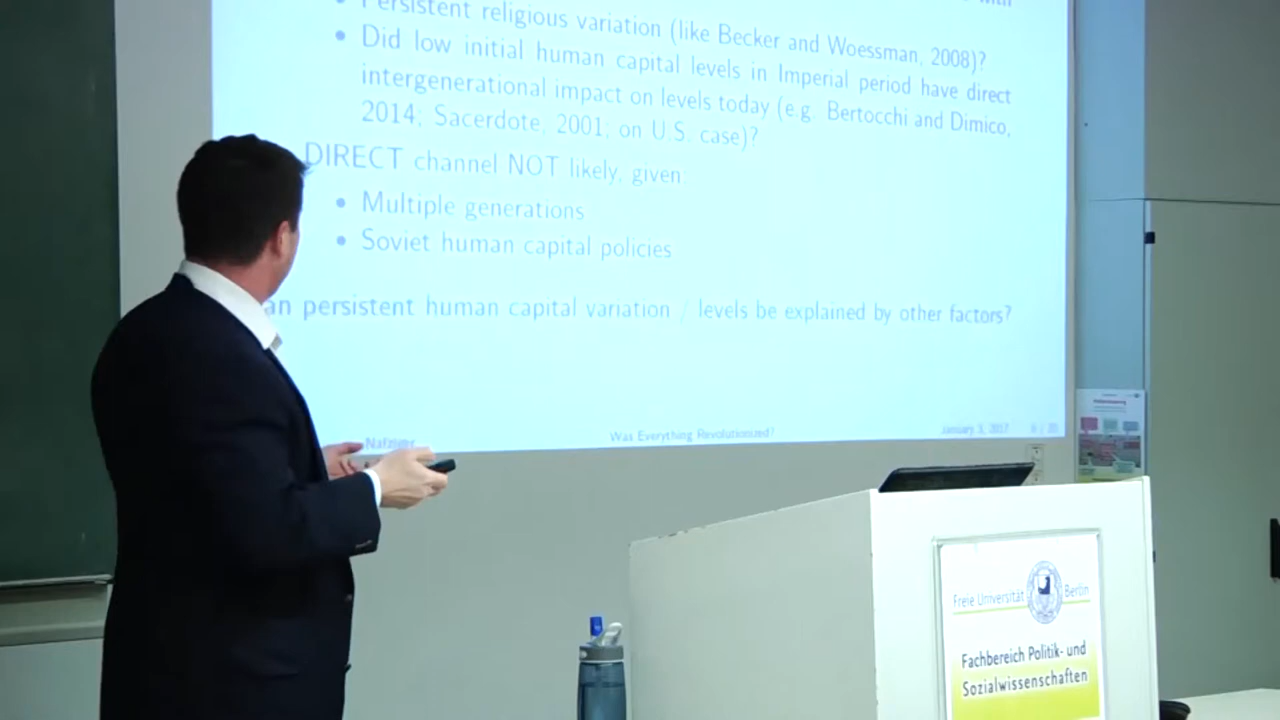 with
• Persistent religious variation (like Becker and Woessman, 2008)?
• Did low initial human capital levels in Imperial period have direct
intergenerational impact on levels today (e.g. Bertocchi and Dimico,
2014; Sacerdote, 2001; on U.S. case)?
DIRECT channel NOT likely, given:
• Multiple generations
• Soviet human capital policies
an persistent human capital variation / levels be explained by other factors?
Nafziger
Was Everything Revolutionized?
January 3, 2017
Freie Universität Berlin
Fachbereich Politik- und
Sozialwissenschaften